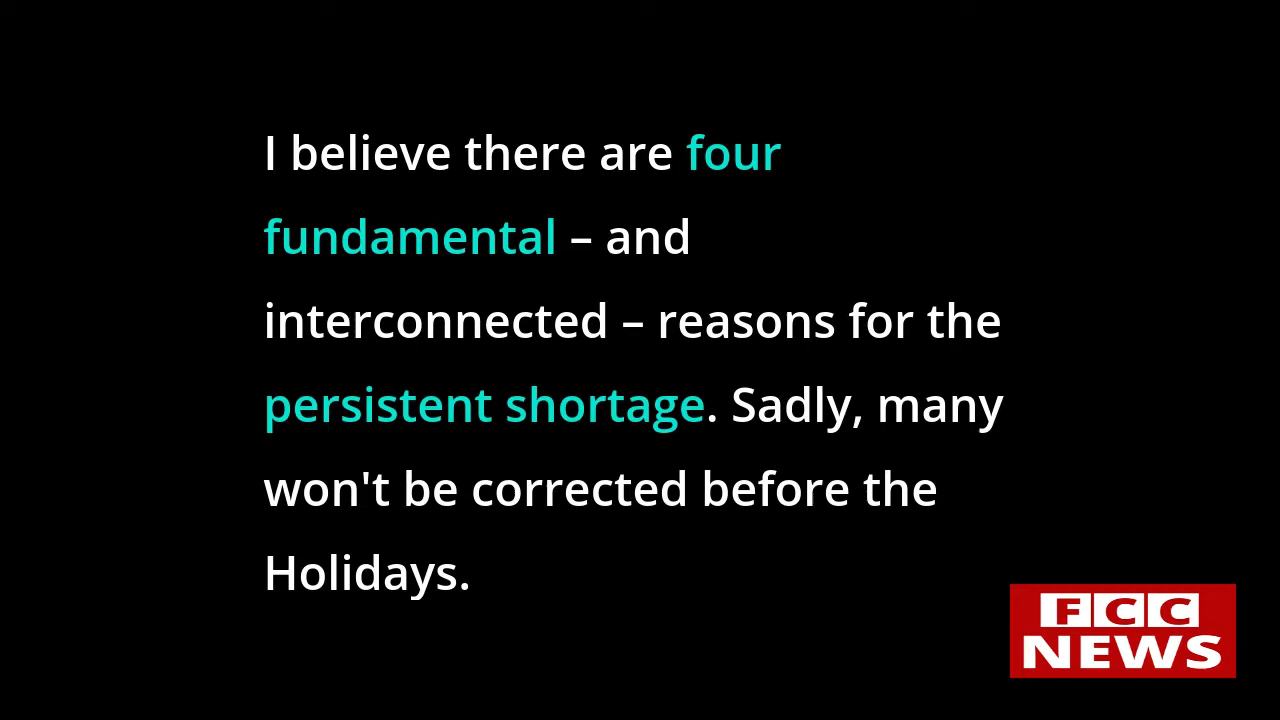 I believe there are four
fundamental – and
interconnected – reasons for the
persistent shortage. Sadly, many
won't be corrected before the
Holidays.
FCC
NEWS